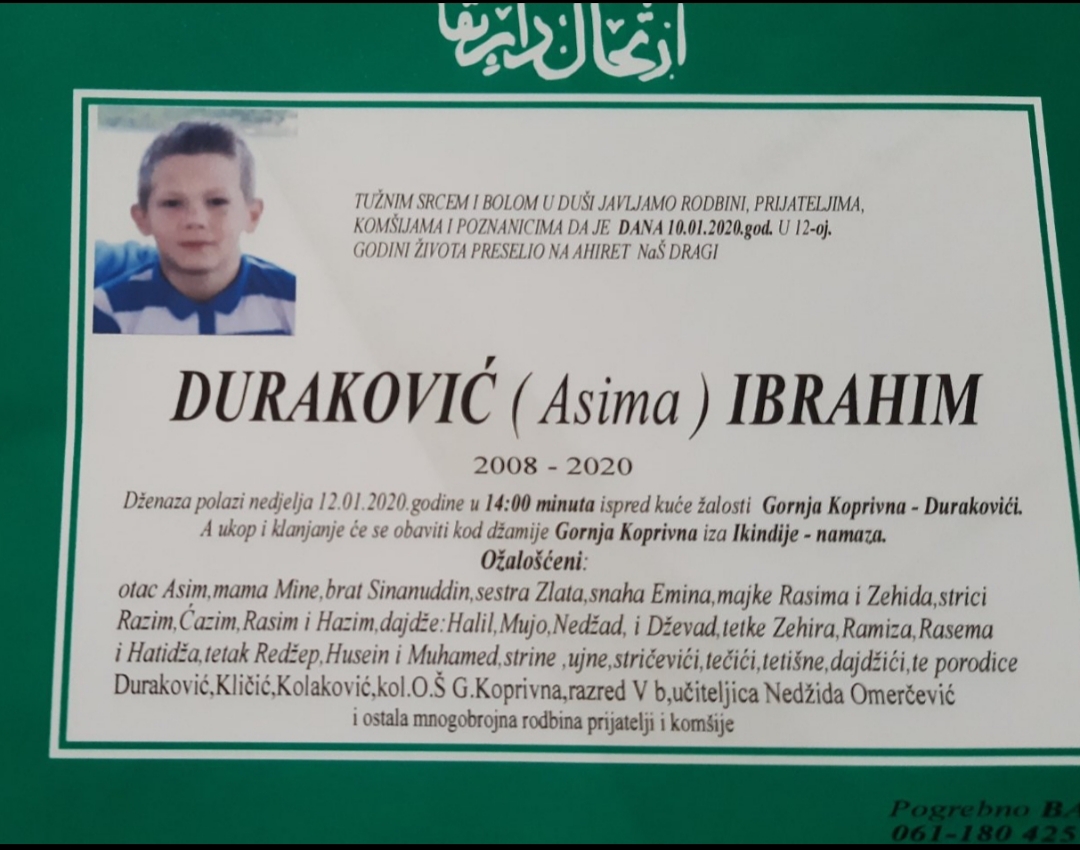 ارتحال دار بقا
TUŽNIM SRCEM I BOLOM U DUŠI JAVLJAMO RODBINI, PRIJATELJIMA,
KOMŠIJAMA I POZNANICIMA DA JE DANA 10.01.2020.god. U 12-oj.
GODINI ŽIVOTA PRESELIO NA AHIRET NaŠ DRAGI
DURAKOVIĆ ( Asima ) IBRAHIM
2008 - 2020
Dženaza polazi nedjelja 12.01.2020.godine u 14:00 minuta ispred kuće žalosti Gornja Koprivna - Durakovići.
A ukop i klanjanje će se obaviti kod džamije Gornja Koprivna iza Ikindije - namaza.
Ožalošćeni:
otac Asim,mama Mine,brat Sinanuddin,sestra Zlata,snaha Emina,majke Rasima i Zehida,strici
Razim,Ćazim,Rasim i Hazim,dajdže:Halil,Mujo,Nedžad, i Dževad,tetke Zehira,Ramiza,Rasema
i Hatidža,tetak Redžep,Husein i Muhamed,strine ,ujne,stričevići,tečići,tetišne,dajdžići,te porodice
Duraković,Kličić,Kolaković,kol.O.Š G.Koprivna,razred V b,učiteljica Nedžida Omerčević
i ostala mnogobrojna rodbina prijatelji i komšije
Pogrebno BA
061-180 425